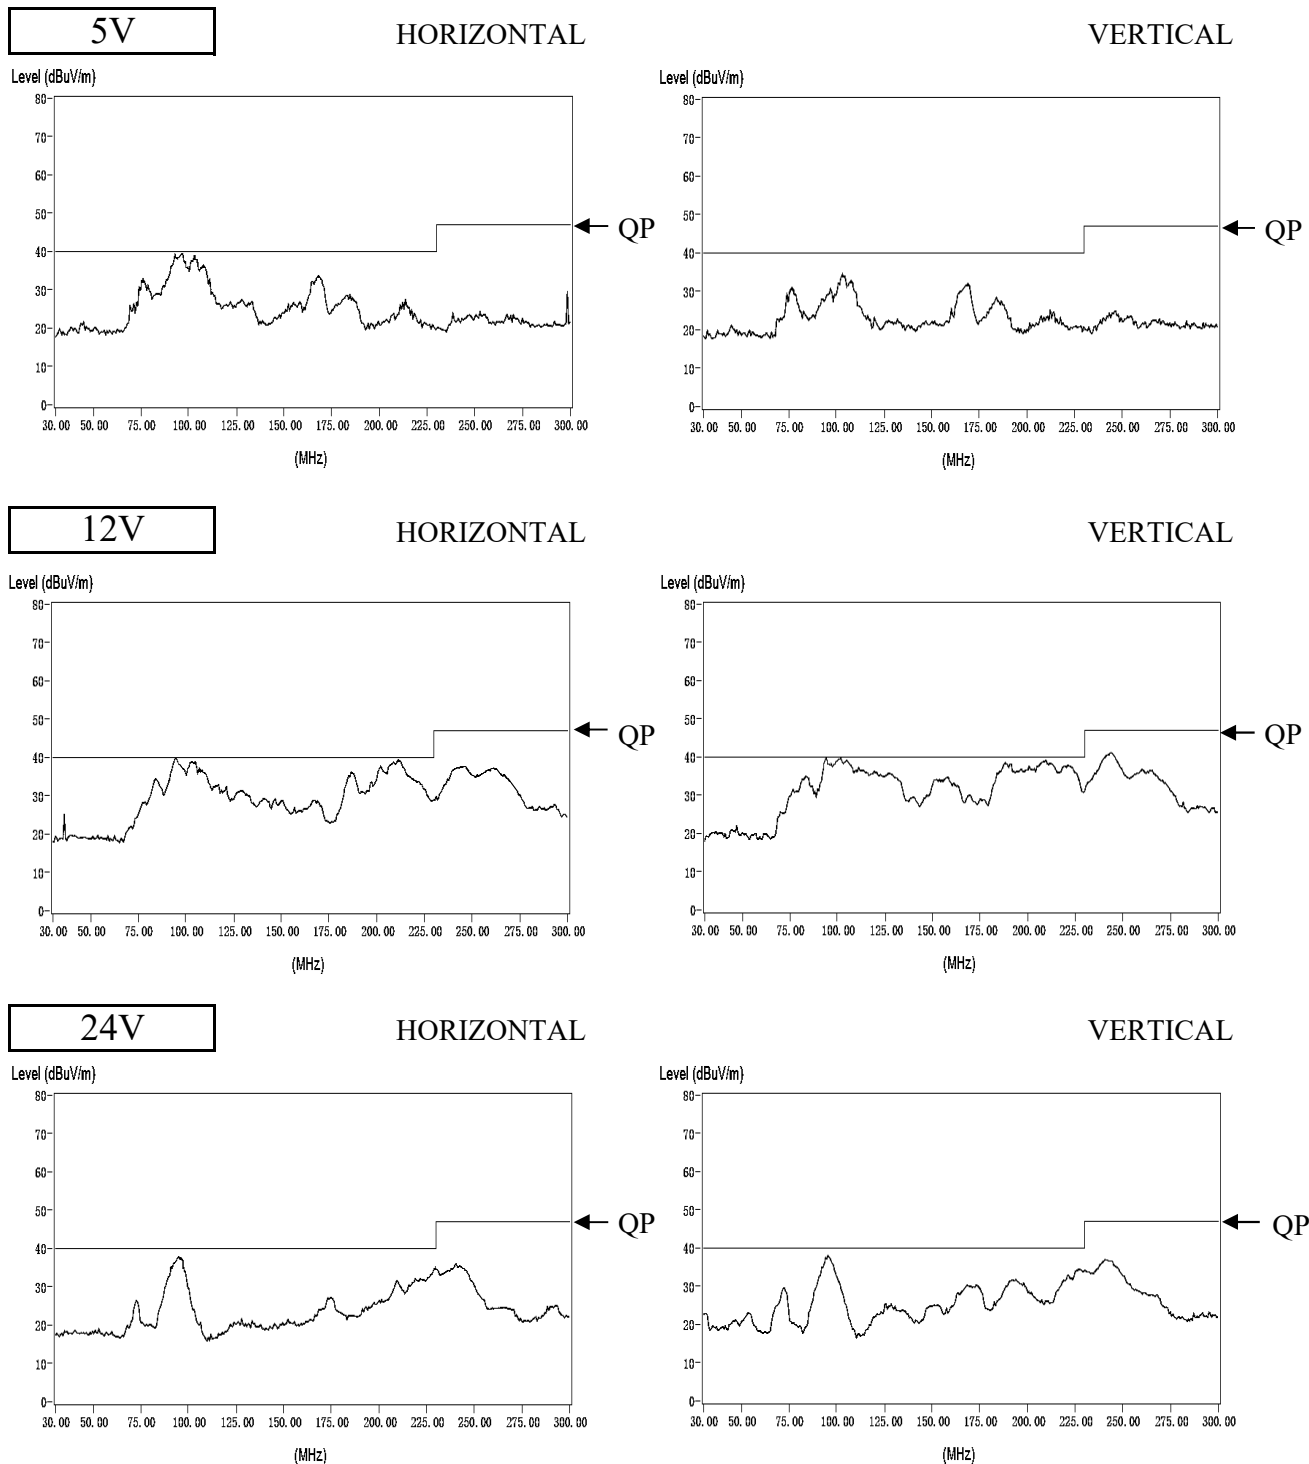 5V HORIZONTAL VERTICAL
Level (dBuV/m) Level (dBuV/m)
80 80
70 70
60 60
50 50
QP QP
40 40
30 30
20 20
10 10
0 0
30.00 50.00 75.00 100.00 125.00 150.00 175.00 200.00 225.00 250.00 275.00 300.00 30.00 50.00 75.00 100.00 125.00 150.00 175.00 200.00 225.00 250.00 275.00 300.00
(MHz) (MHz)
12V HORIZONTAL VERTICAL
Level (dBuV/m) Level (dBuV/m)
80 80
70 70
60 60
50 50
QP QP
40 40
30 30
20 20
10 10
0 0
30.00 50.00 75.00 100.00 125.00 150.00 175.00 200.00 225.00 250.00 275.00 300.00 30.00 50.00 75.00 100.00 125.00 150.00 175.00 200.00 225.00 250.00 275.00 300.00
(MHz) (MHz)
24V HORIZONTAL VERTICAL
Level (dBuV/m) Level (dBuV/m)
80 80
70 70
60 60
50 50
QP QP
40 40
30 30
20 20
10 10
0 0
30.00 50.00 75.00 100.00 125.00 150.00 175.00 200.00 225.00 250.00 275.00 300.00 30.00 50.00 75.00 100.00 125.00 150.00 175.00 200.00 225.00 250.00 275.00 300.00
(MHz) (MHz)